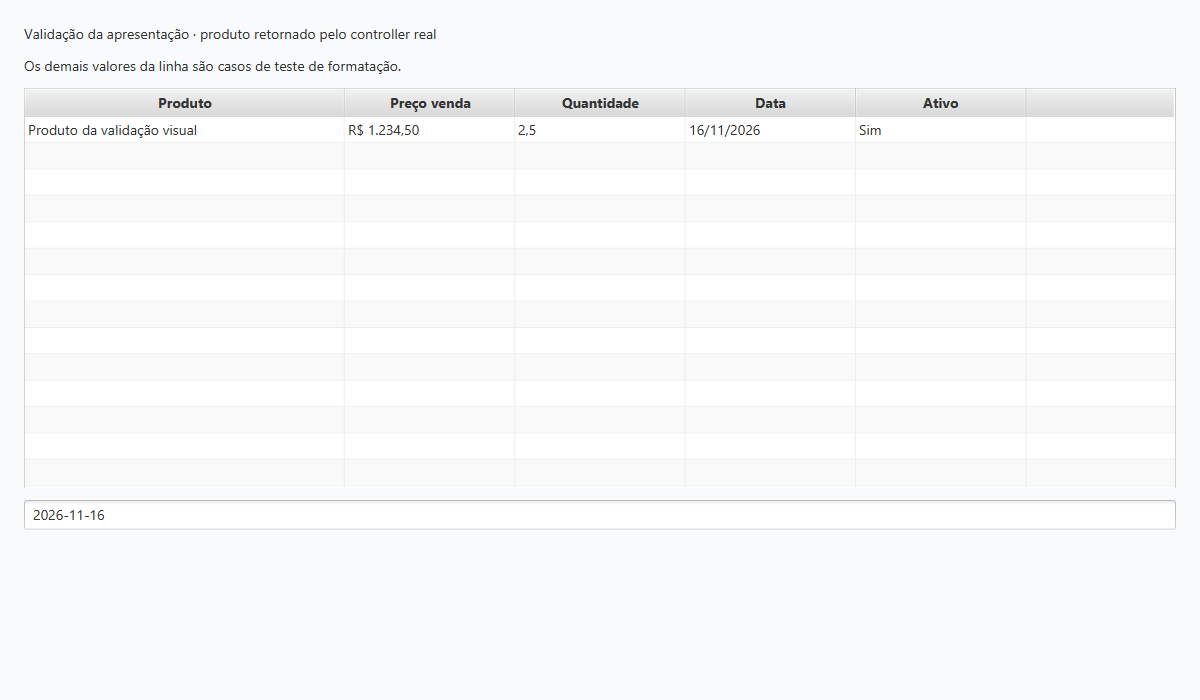 Validação da apresentação · produto retornado pelo controller real
Os demais valores da linha são casos de teste de formatação.
Produto Preço venda Quantidade Data Ativo
Produto da validação visual R$ 1.234,50 2,5 16/11/2026 Sim
2026-11-16